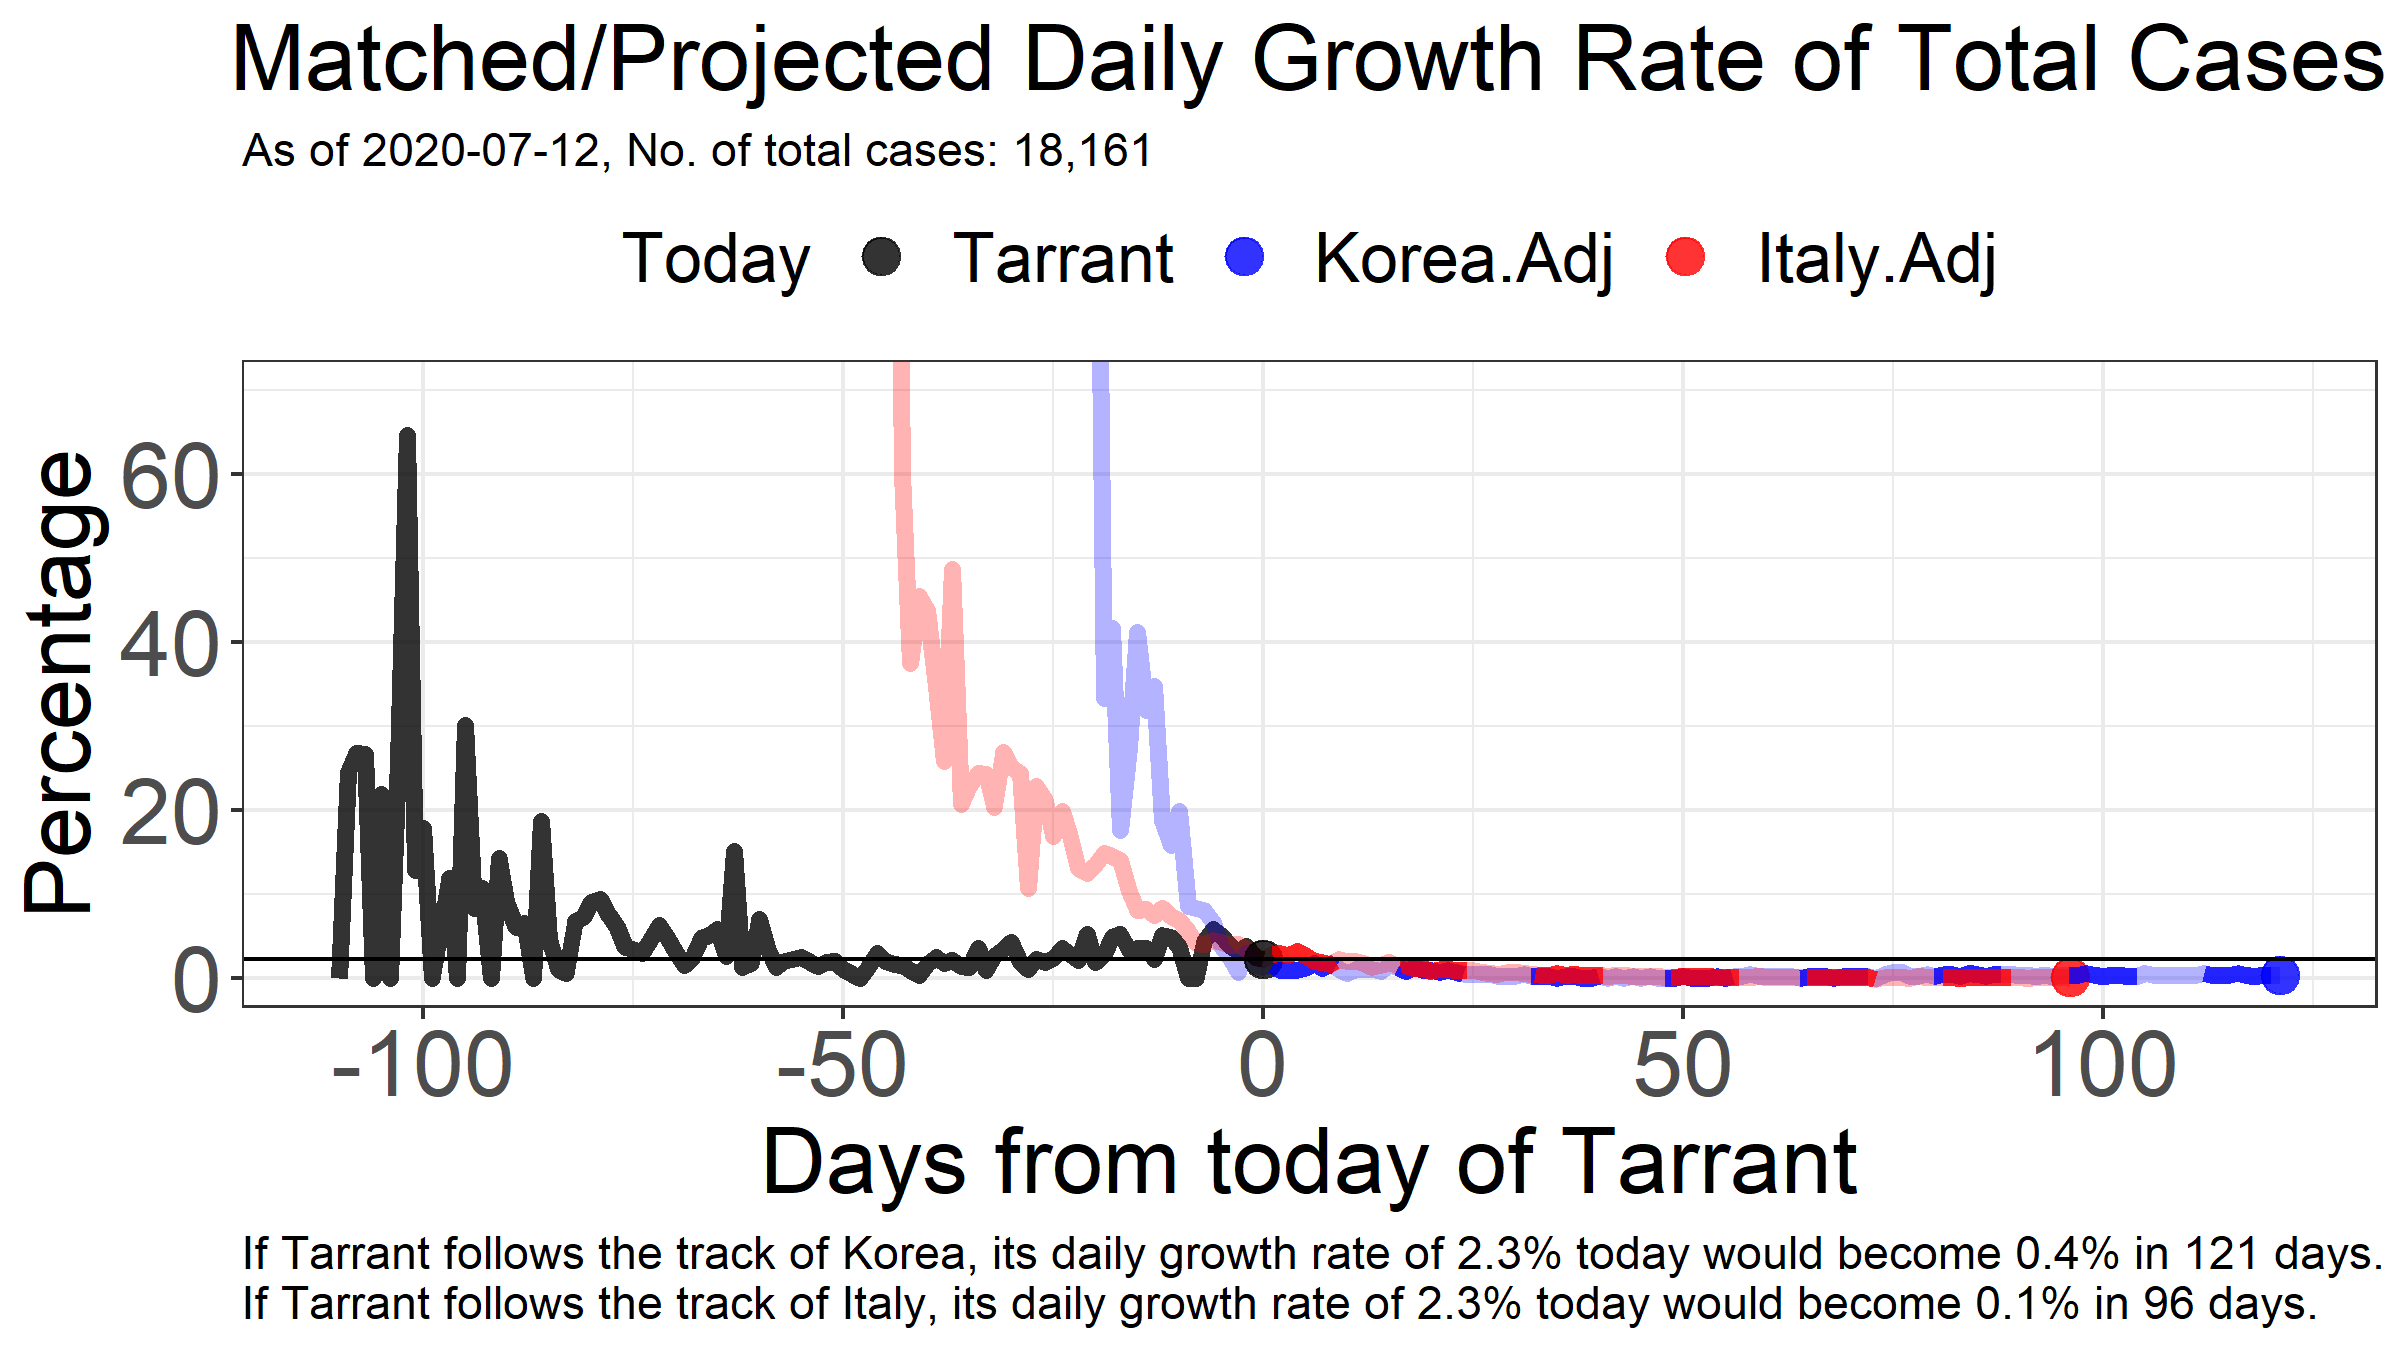 Matched/Projected Daily Growth Rate of Total Cases
As of 2020-07-12, No. of total cases: 18,161
Today Tarrant Korea.Adj Italy.Adj
Percentage
60
40
20
0
-100 -50 0 50 100
Days from today of Tarrant
If Tarrant follows the track of Korea, its daily growth rate of 2.3% today would become 0.4% in 121 days.
If Tarrant follows the track of Italy, its daily growth rate of 2.3% today would become 0.1% in 96 days.